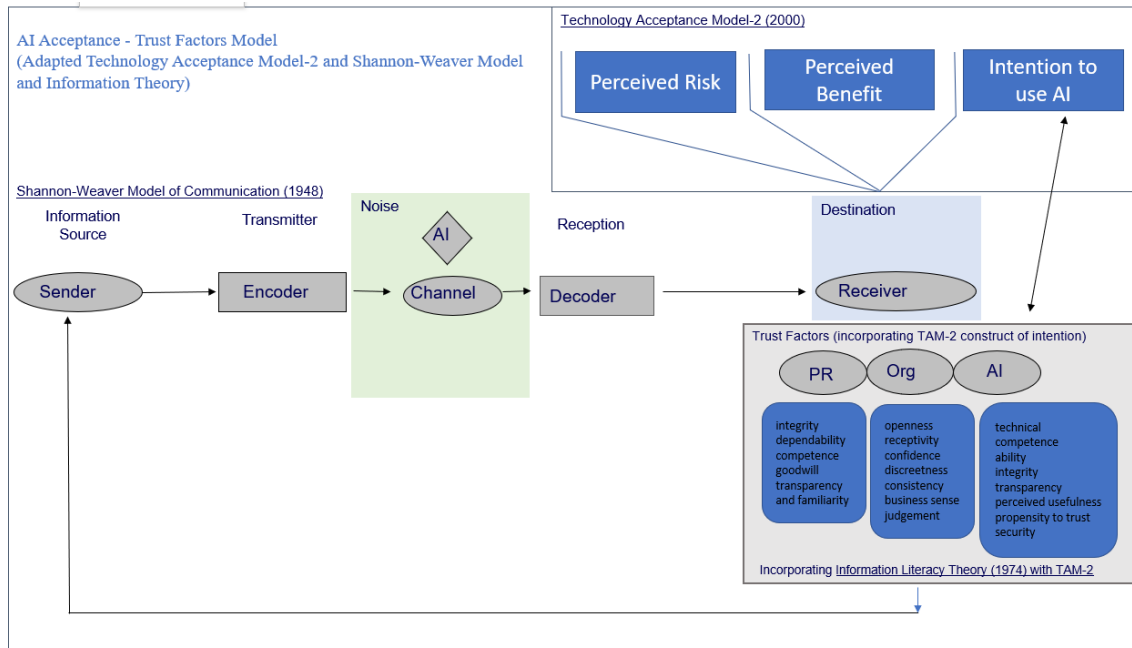 Technology Acceptance Model-2 (2000)
AI Acceptance - Trust Factors Model
(Adapted Technology Acceptance Model-2 and Shannon-Weaver Model
and Information Theory)
Perceived Risk
Perceived
Benefit
Intention to
use AI
Shannon-Weaver Model of Communication (1948)
Information
Source
Transmitter
Noise
Reception
Destination
AI
Sender
Encoder
Channel
Decoder
Receiver
Trust Factors (incorporating TAM-2 construct of intention)
PR
Org
AI
integrity
dependability
competence
goodwill
transparency
and familiarity
openness
receptivity
confidence
discreetness
consistency
business sense
judgement
technical
competence
ability
integrity
transparency
perceived usefulness
propensity to trust
security
Incorporating Information Literacy Theory (1974) with TAM-2